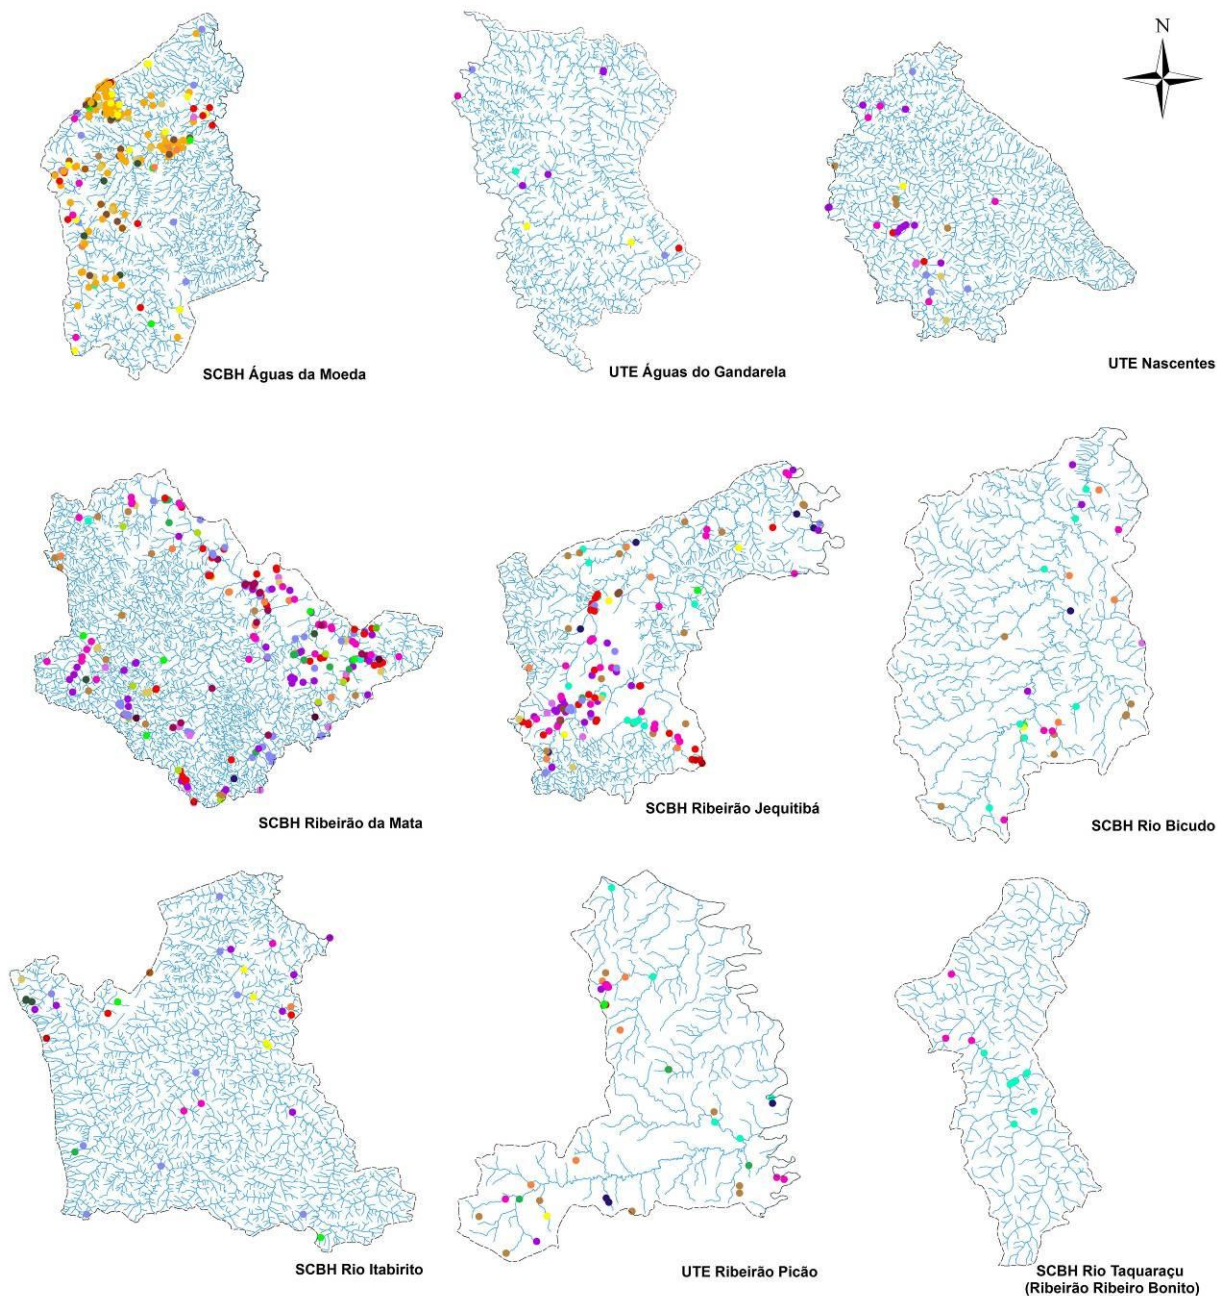 N
SCBH Águas da Moeda
UTE Águas do Gandarela
UTE Nascentes
SCBH Ribeirão da Mata
SCBH Ribeirão Jequitibá
SCBH Rio Bicudo
SCBH Rio Itabirito
UTE Ribeirão Picão
SCBH Rio Taquaraçu
(Ribeirão Ribeiro Bonito)